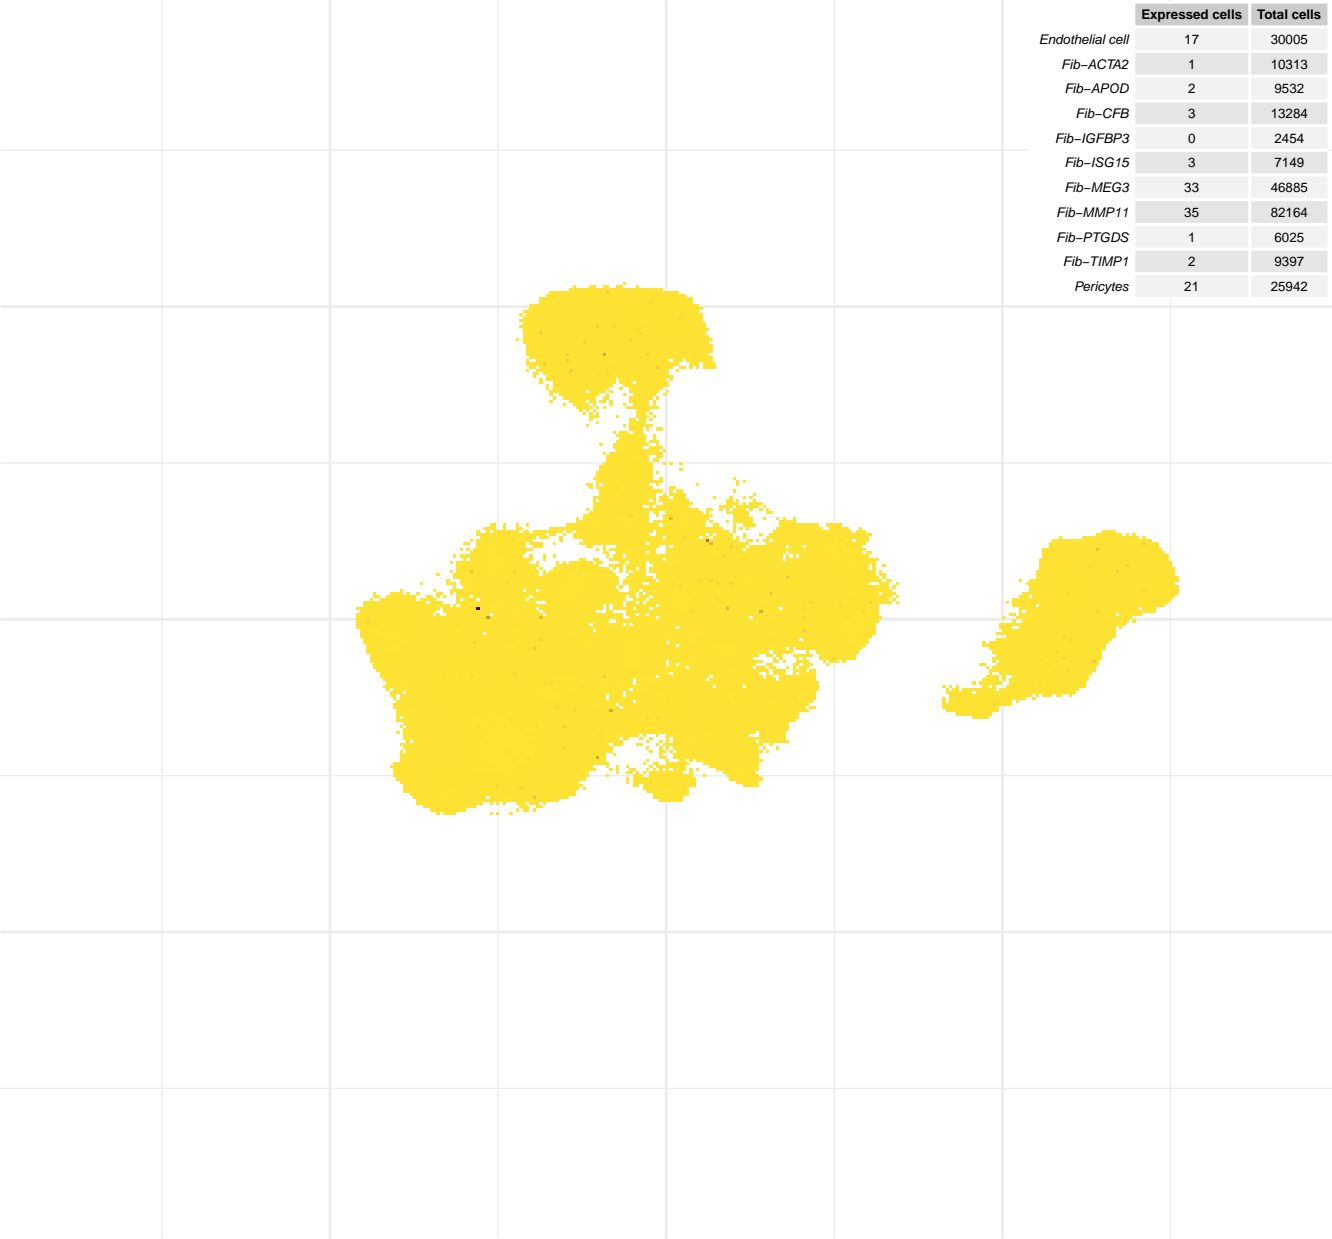 Expressed cells Total cells
Endothelial cell 17 30005
Fib−ACTA2 1 10313
Fib−APOD 2 9532
Fib−CFB 3 13284
Fib−IGFBP3 0 2454
Fib−ISG15 3 7149
Fib−MEG3 33 46885
Fib−MMP11 35 82164
Fib−PTGDS 1 6025
Fib−TIMP1 2 9397
Pericytes 21 25942